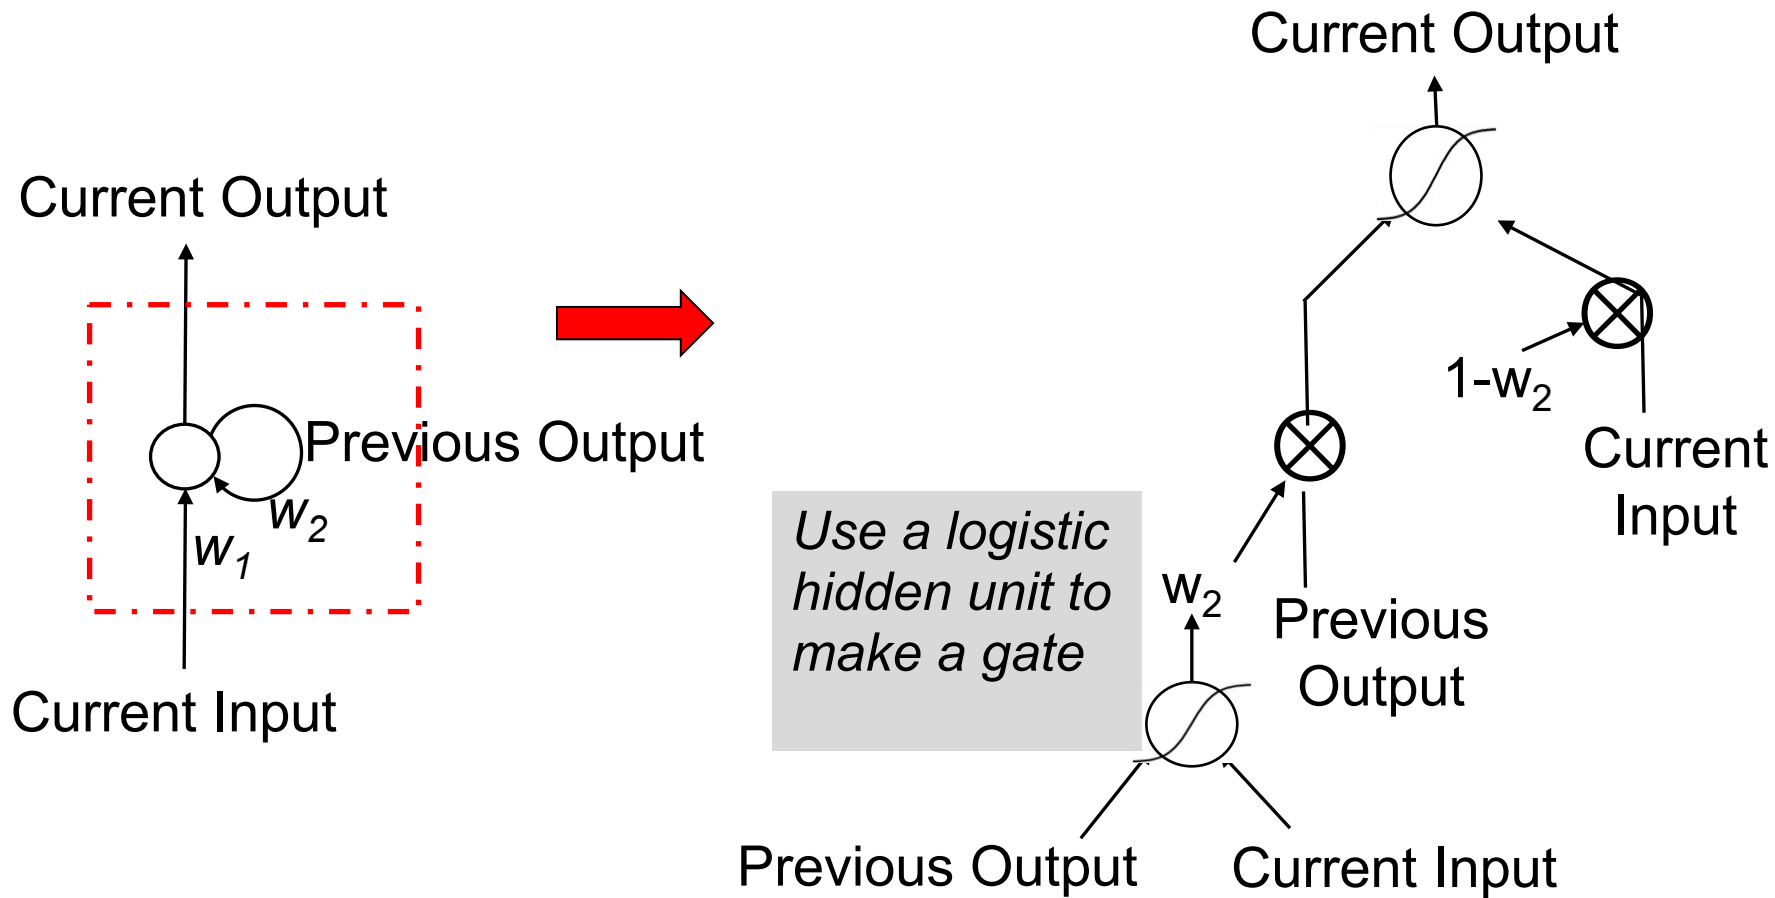 Current Output
Previous Output
w2
w1
Current Input
Current Output
1-w2
Current
Input
Use a logistic
hidden unit to
make a gate
w2
Previous
Output
Previous Output
Current Input